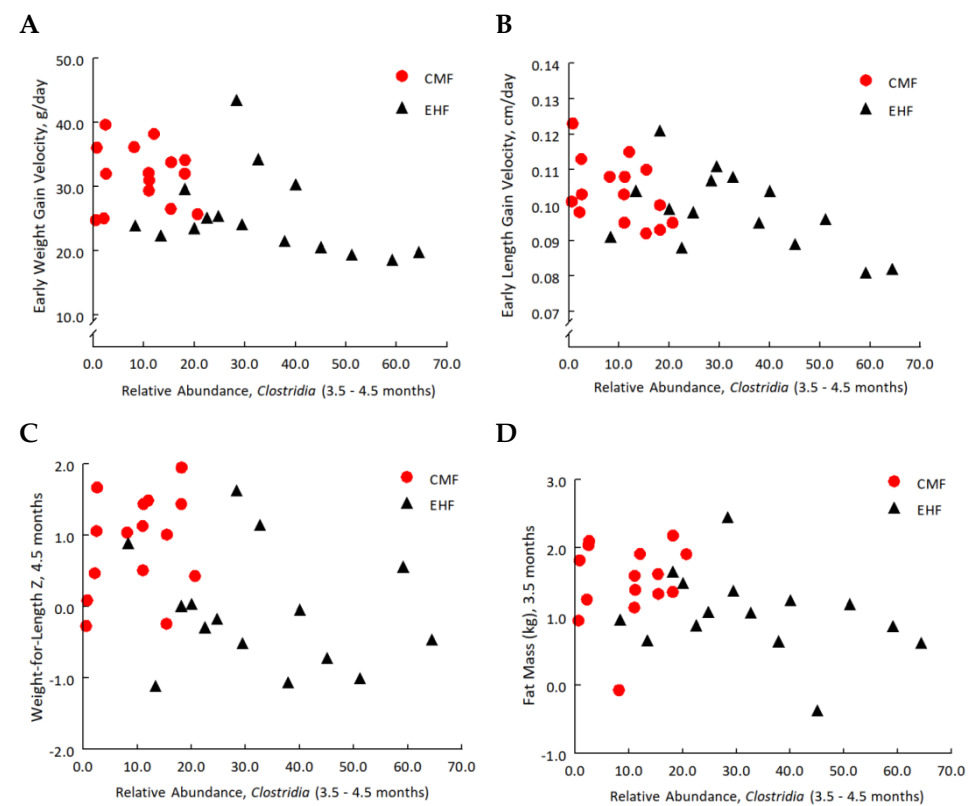 A
50.0
40.0
30.0
20.0
10.0
Early Weight Gain Velocity, g/day
CMF
EHF
0.0 10.0 20.0 30.0 40.0 50.0 60.0 70.0
Relative Abundance, Clostridia (3.5 - 4.5 months)
B
0.14
0.13
0.12
0.11
0.10
0.09
0.08
0.07
Early Length Gain Velocity, cm/day
CMF
EHF
0.0 10.0 20.0 30.0 40.0 50.0 60.0 70.0
Relative Abundance, Clostridia (3.5 - 4.5 months)
C
2.0
1.0
0.0
-1.0
-2.0
Weight-for-Length Z, 4.5 months
CMF
EHF
0.0 10.0 20.0 30.0 40.0 50.0 60.0 70.0
Relative Abundance, Clostridia (3.5 - 4.5 months)
D
3.0
2.0
1.0
0.0
-1.0
Fat Mass (kg), 3.5 months
CMF
EHF
0.0 10.0 20.0 30.0 40.0 50.0 60.0 70.0
Relative Abundance, Clostridia (3.5 - 4.5 months)